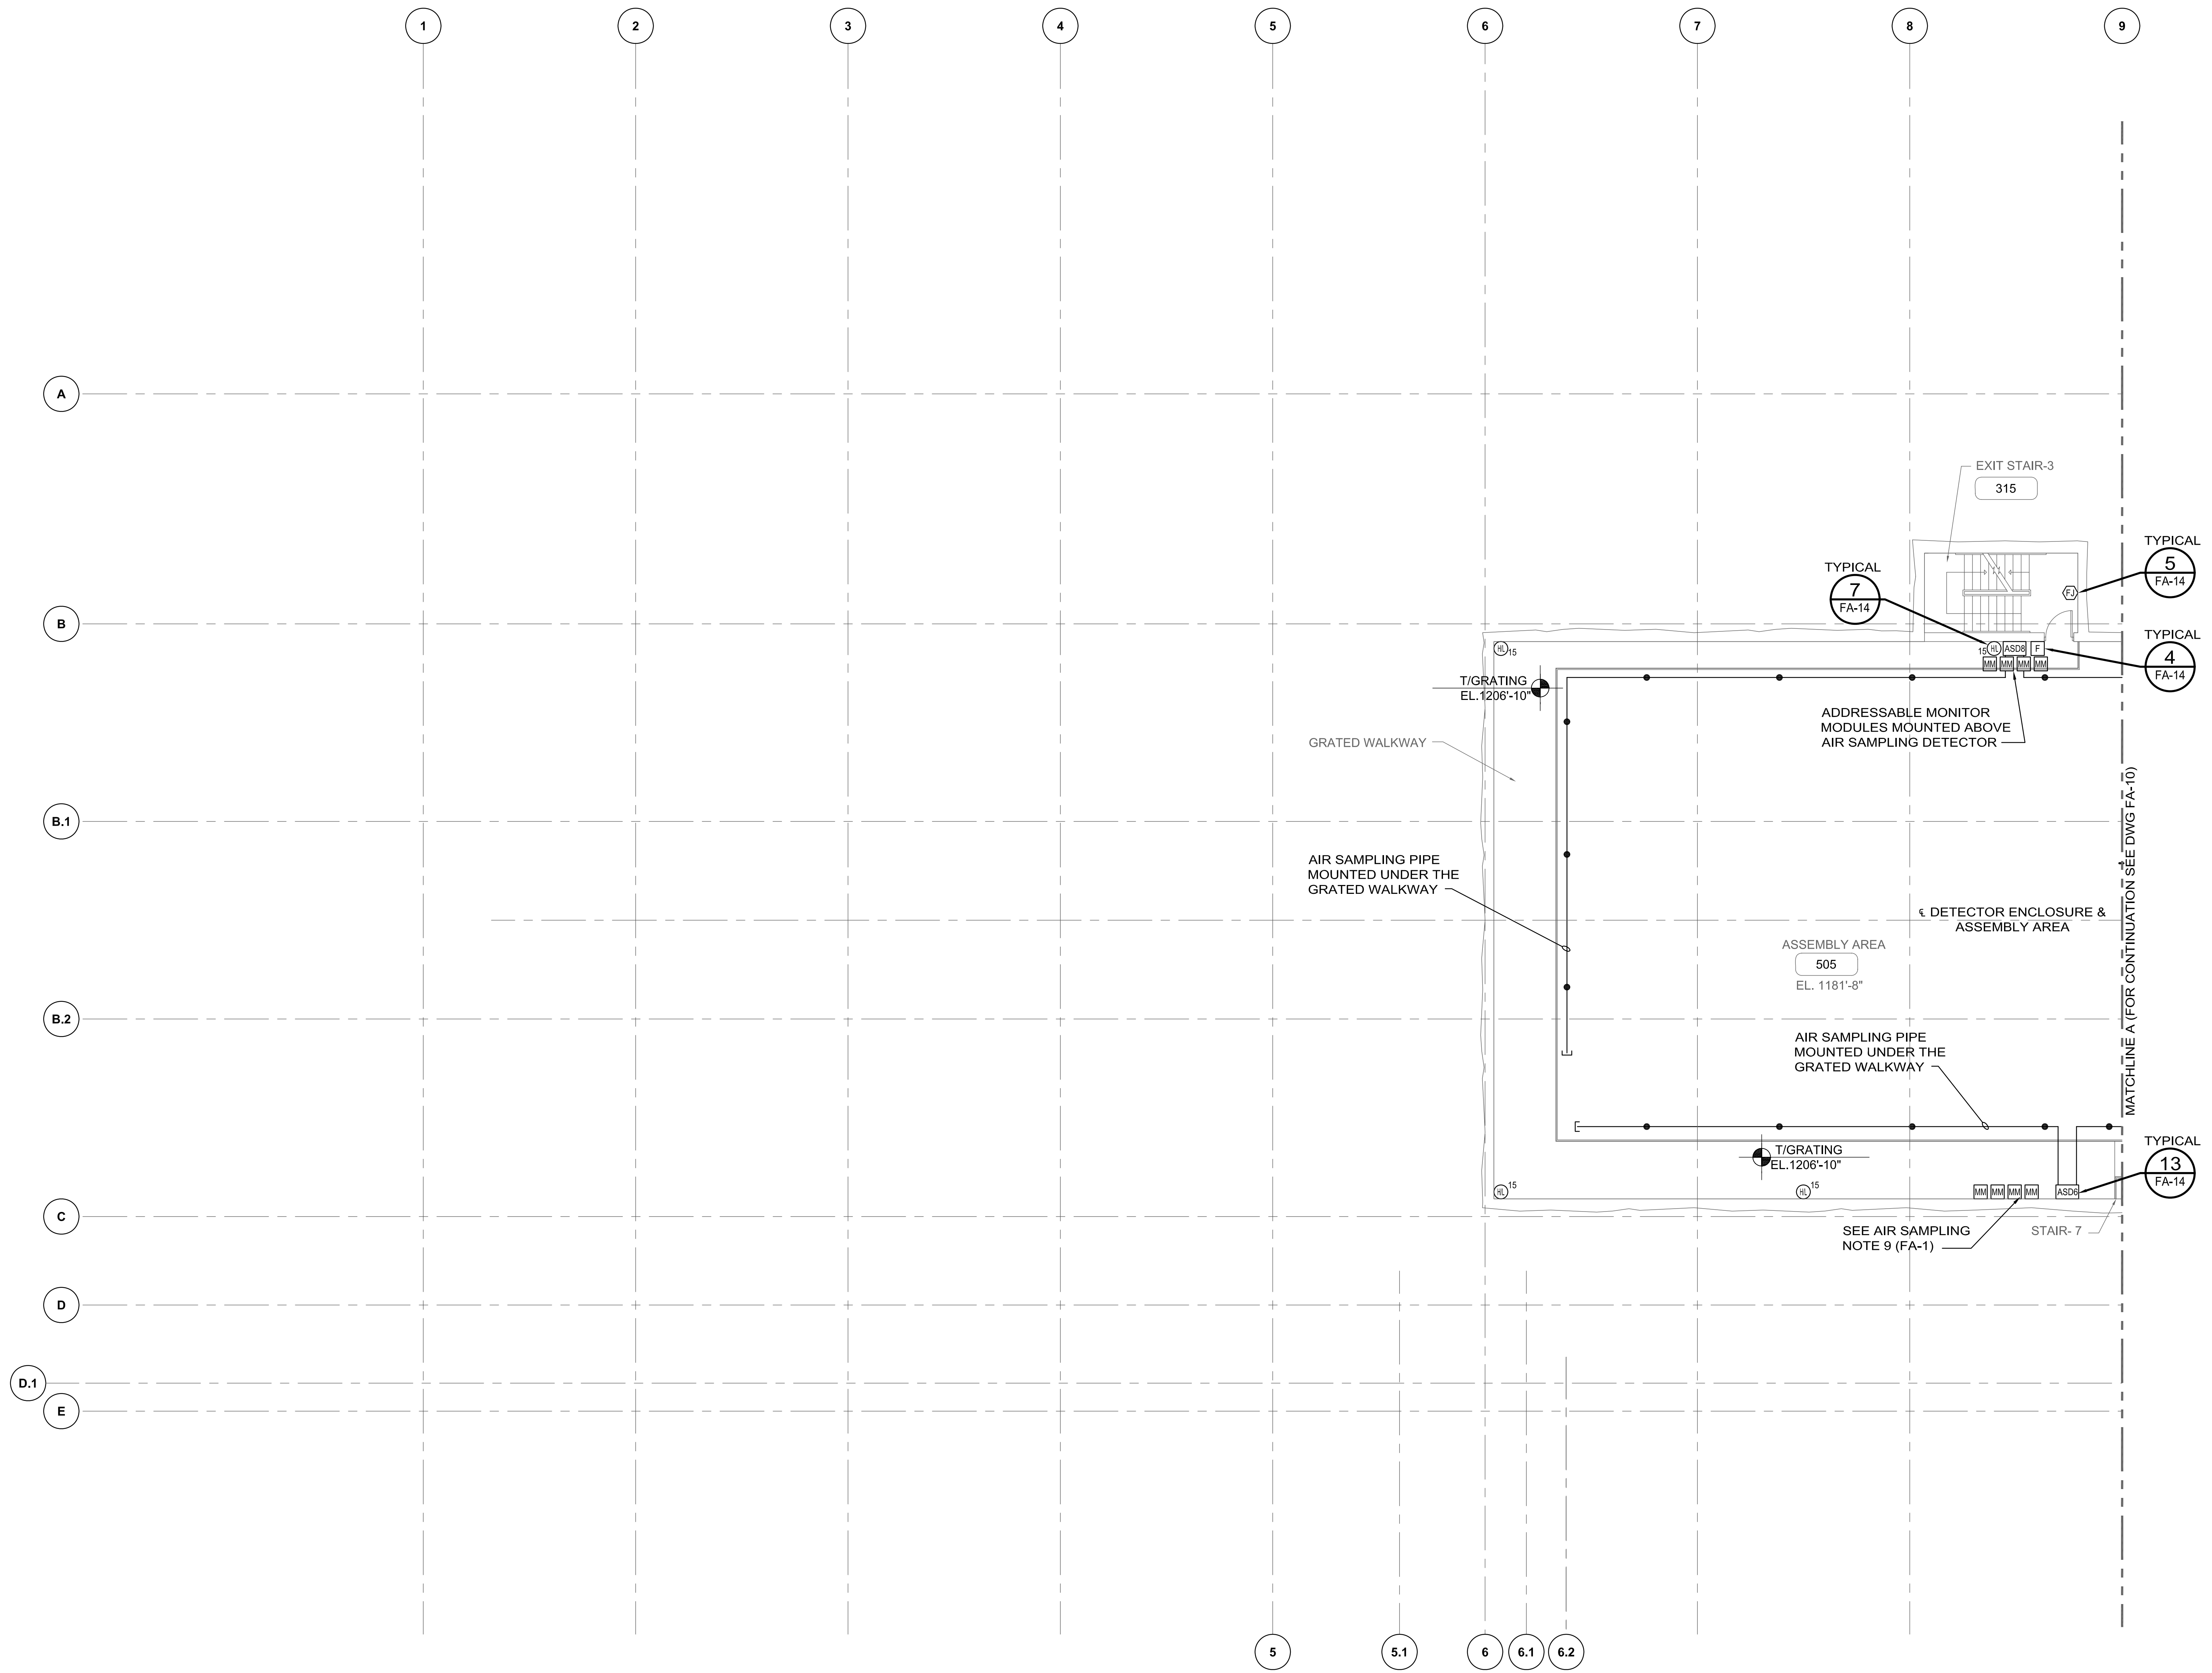 1
2
3
4
5
6
7
8
9
A
EXIT STAIR-3
315
TYPICAL
5
FA-14
TYPICAL
7
FA-14
FJ
B
TYPICAL
4
FA-14
HL 15
15 HL ASD8 F
MM MM MM MM
T/GRATING
EL.1206'-10"
ADDRESSABLE MONITOR
MODULES MOUNTED ABOVE
AIR SAMPLING DETECTOR
GRATED WALKWAY
B.1
MATCHLINE A (FOR CONTINUATION SEE DWG FA-10)
AIR SAMPLING PIPE
MOUNTED UNDER THE
GRATED WALKWAY
℄ DETECTOR ENCLOSURE &
ASSEMBLY AREA
ASSEMBLY AREA
505
EL. 1181'-8"
B.2
AIR SAMPLING PIPE
MOUNTED UNDER THE
GRATED WALKWAY
T/GRATING
EL.1206'-10"
TYPICAL
13
FA-14
HL 15
HL 15
MM MM MM MM
ASD6
C
SEE AIR SAMPLING
NOTE 9 (FA-1)
STAIR- 7
D
D.1
E
5
5.1
6
6.1
6.2